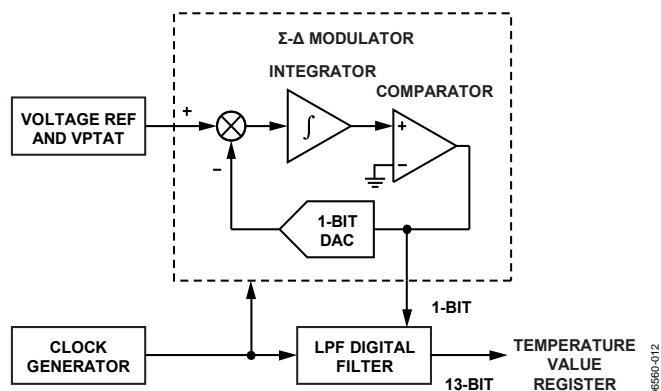 Σ-Δ MODULATOR
INTEGRATOR
COMPARATOR
VOLTAGE REF
AND VPTAT
+
−
∫
+
−
1-BIT
DAC
1-BIT
CLOCK
GENERATOR
LPF DIGITAL
FILTER
13-BIT
TEMPERATURE
VALUE
REGISTER
06560-012